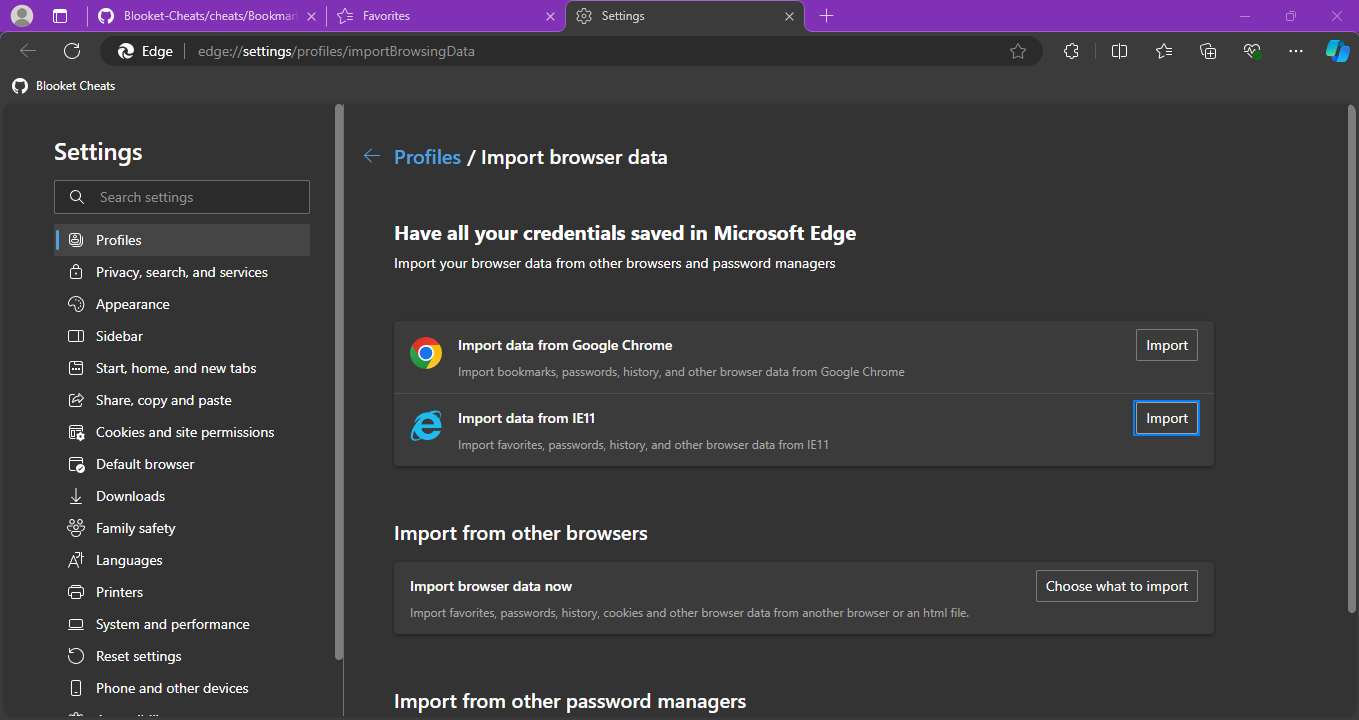 Blooket-Cheats/cheats/Bookmar
Favorites
Settings
Edge
edge://settings/profiles/importBrowsingData
Blooket Cheats
Settings
Search settings
Profiles
Privacy, search, and services
Appearance
Sidebar
Start, home, and new tabs
Share, copy and paste
Cookies and site permissions
Default browser
Downloads
Family safety
Languages
Printers
System and performance
Reset settings
Phone and other devices
Profiles / Import browser data
Have all your credentials saved in Microsoft Edge
Import your browser data from other browsers and password managers
Import data from Google Chrome
Import
Import bookmarks, passwords, history, and other browser data from Google Chrome
Import data from IE11
Import
Import favorites, passwords, history, and other browser data from IE11
Import from other browsers
Import browser data now
Choose what to import
Import favorites, passwords, history, cookies and other browser data from another browser or an html file.
Import from other password managers